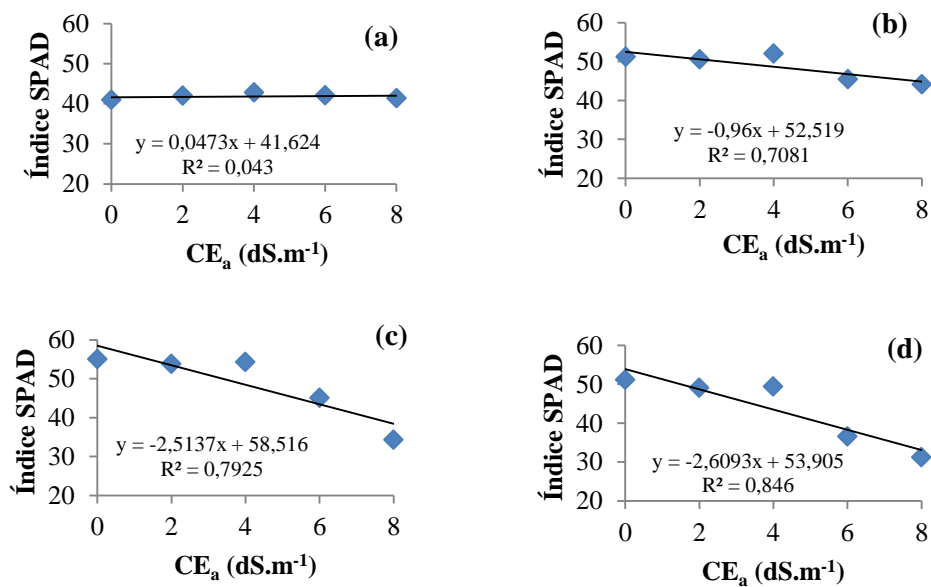 (a)
Índice SPAD
60
50
40
30
20
y = 0,0473x + 41,624
R² = 0,043
0 2 4 6 8
CEa (dS.m-1)
(b)
Índice SPAD
60
50
40
30
20
y = -0,96x + 52,519
R² = 0,7081
0 2 4 6 8
CEa (dS.m-1)
(c)
Índice SPAD
60
50
40
30
20
y = -2,5137x + 58,516
R² = 0,7925
0 2 4 6 8
CEa (dS.m-1)
(d)
Índice SPAD
60
50
40
30
20
y = -2,6093x + 53,905
R² = 0,846
0 2 4 6 8
CEa (dS.m-1)